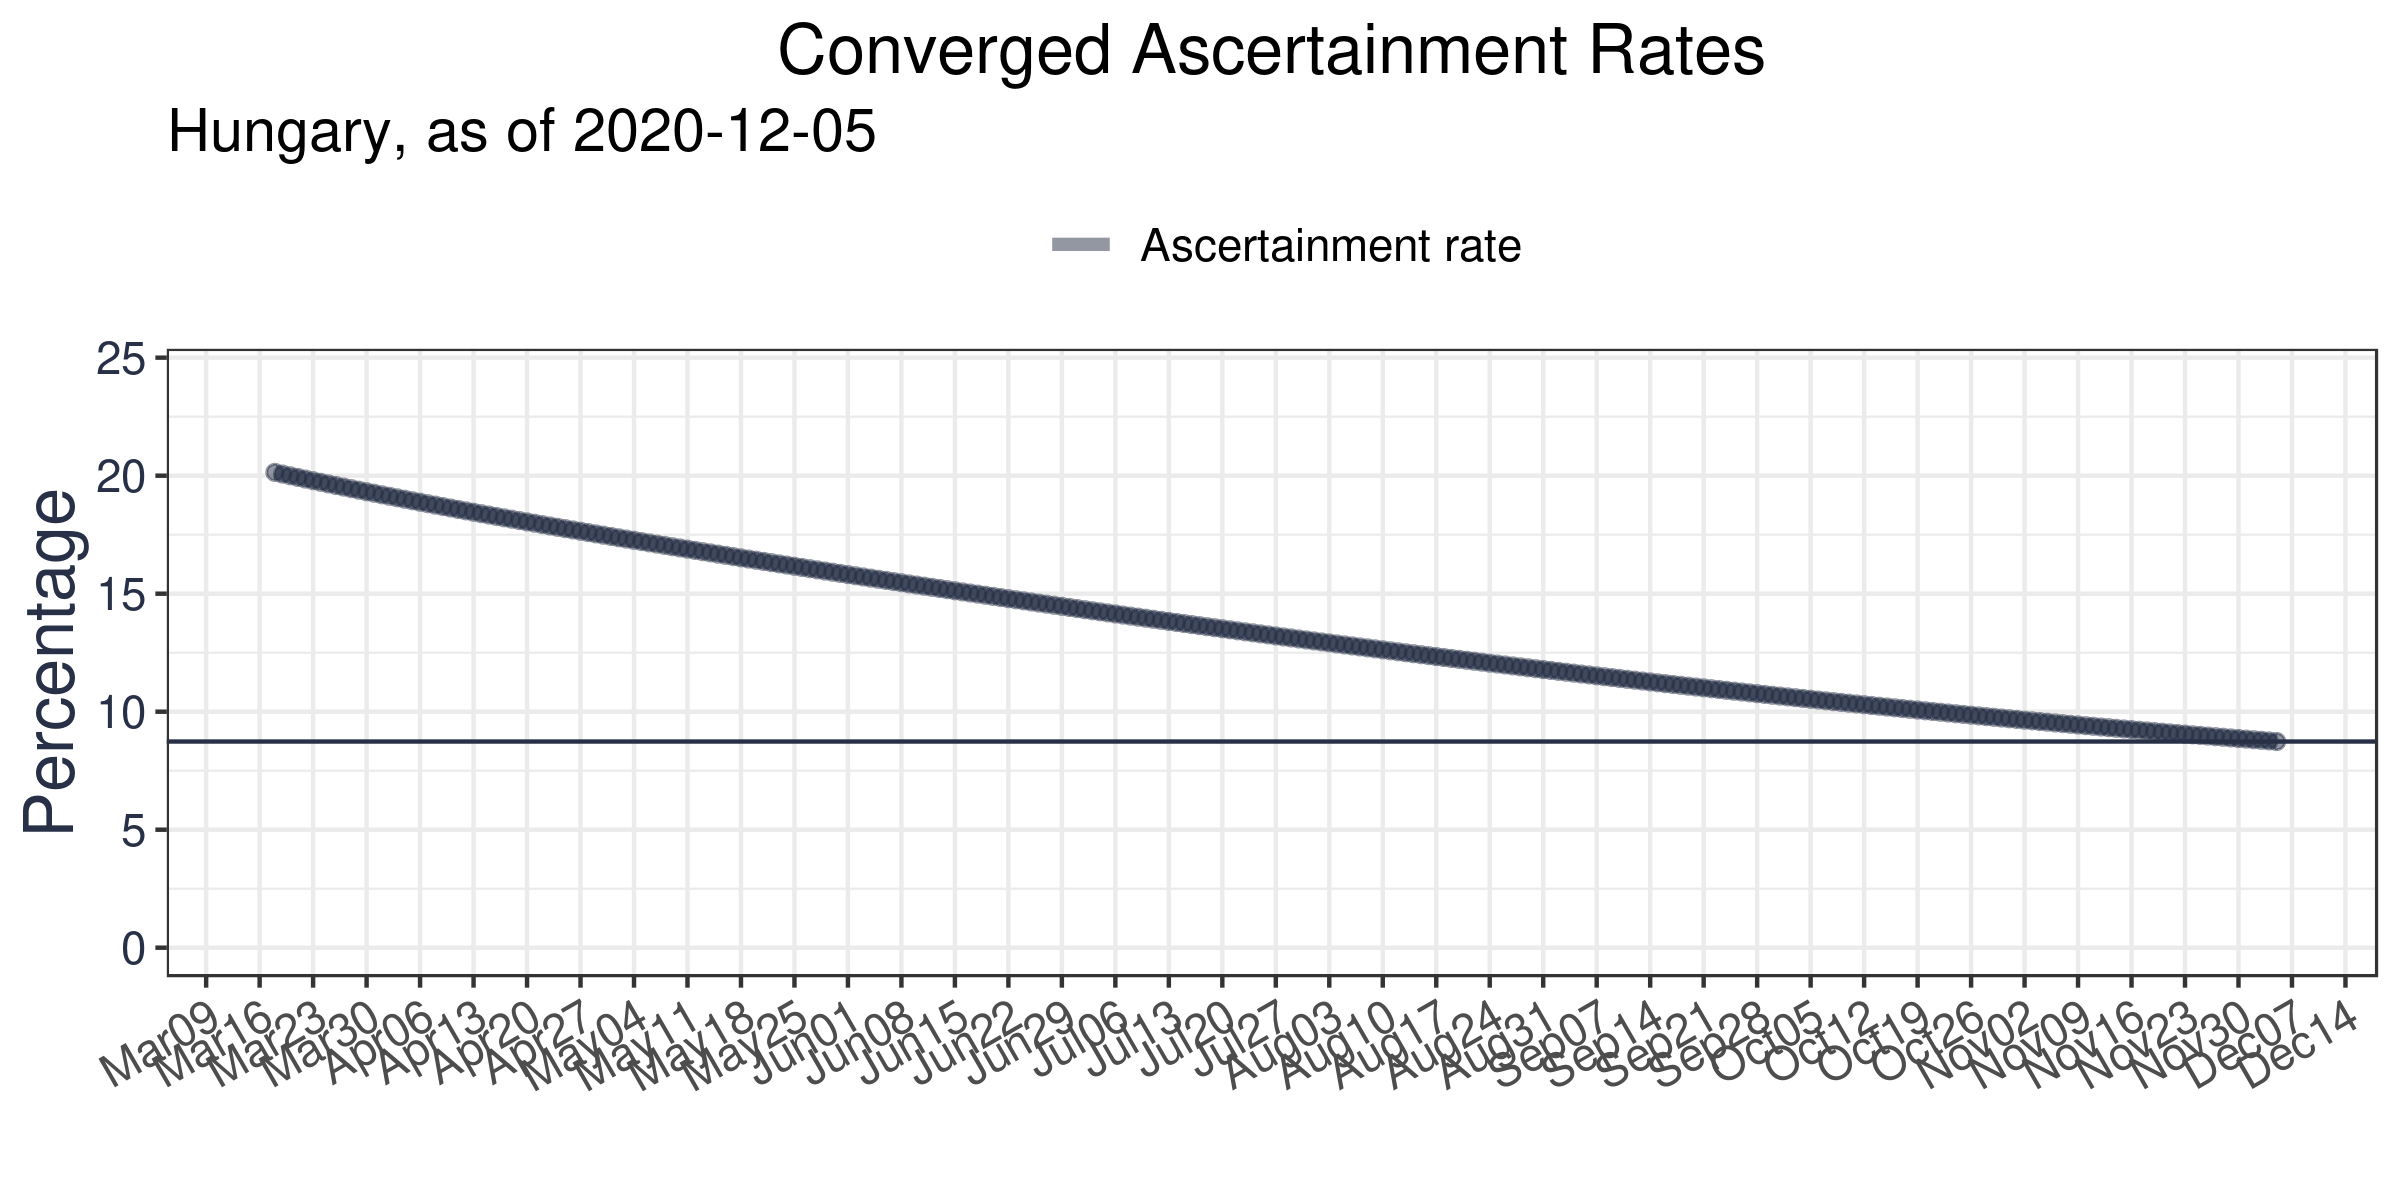 Converged Ascertainment Rates
Hungary, as of 2020-12-05
Ascertainment rate
Percentage
25
20
15
10
5
0
Mar09 Mar16 Mar23 Mar30 Apr06 Apr13 Apr20 Apr27 May04 May11 May18 May25 Jun01 Jun08 Jun15 Jun22 Jun29 Jul06 Jul13 Jul20 Jul27 Aug03 Aug10 Aug17 Aug24 Aug31 Sep07 Sep14 Sep21 Sep28 Oct05 Oct12 Oct19 Oct26 Nov02 Nov09 Nov16 Nov23 Nov30 Dec07 Dec14